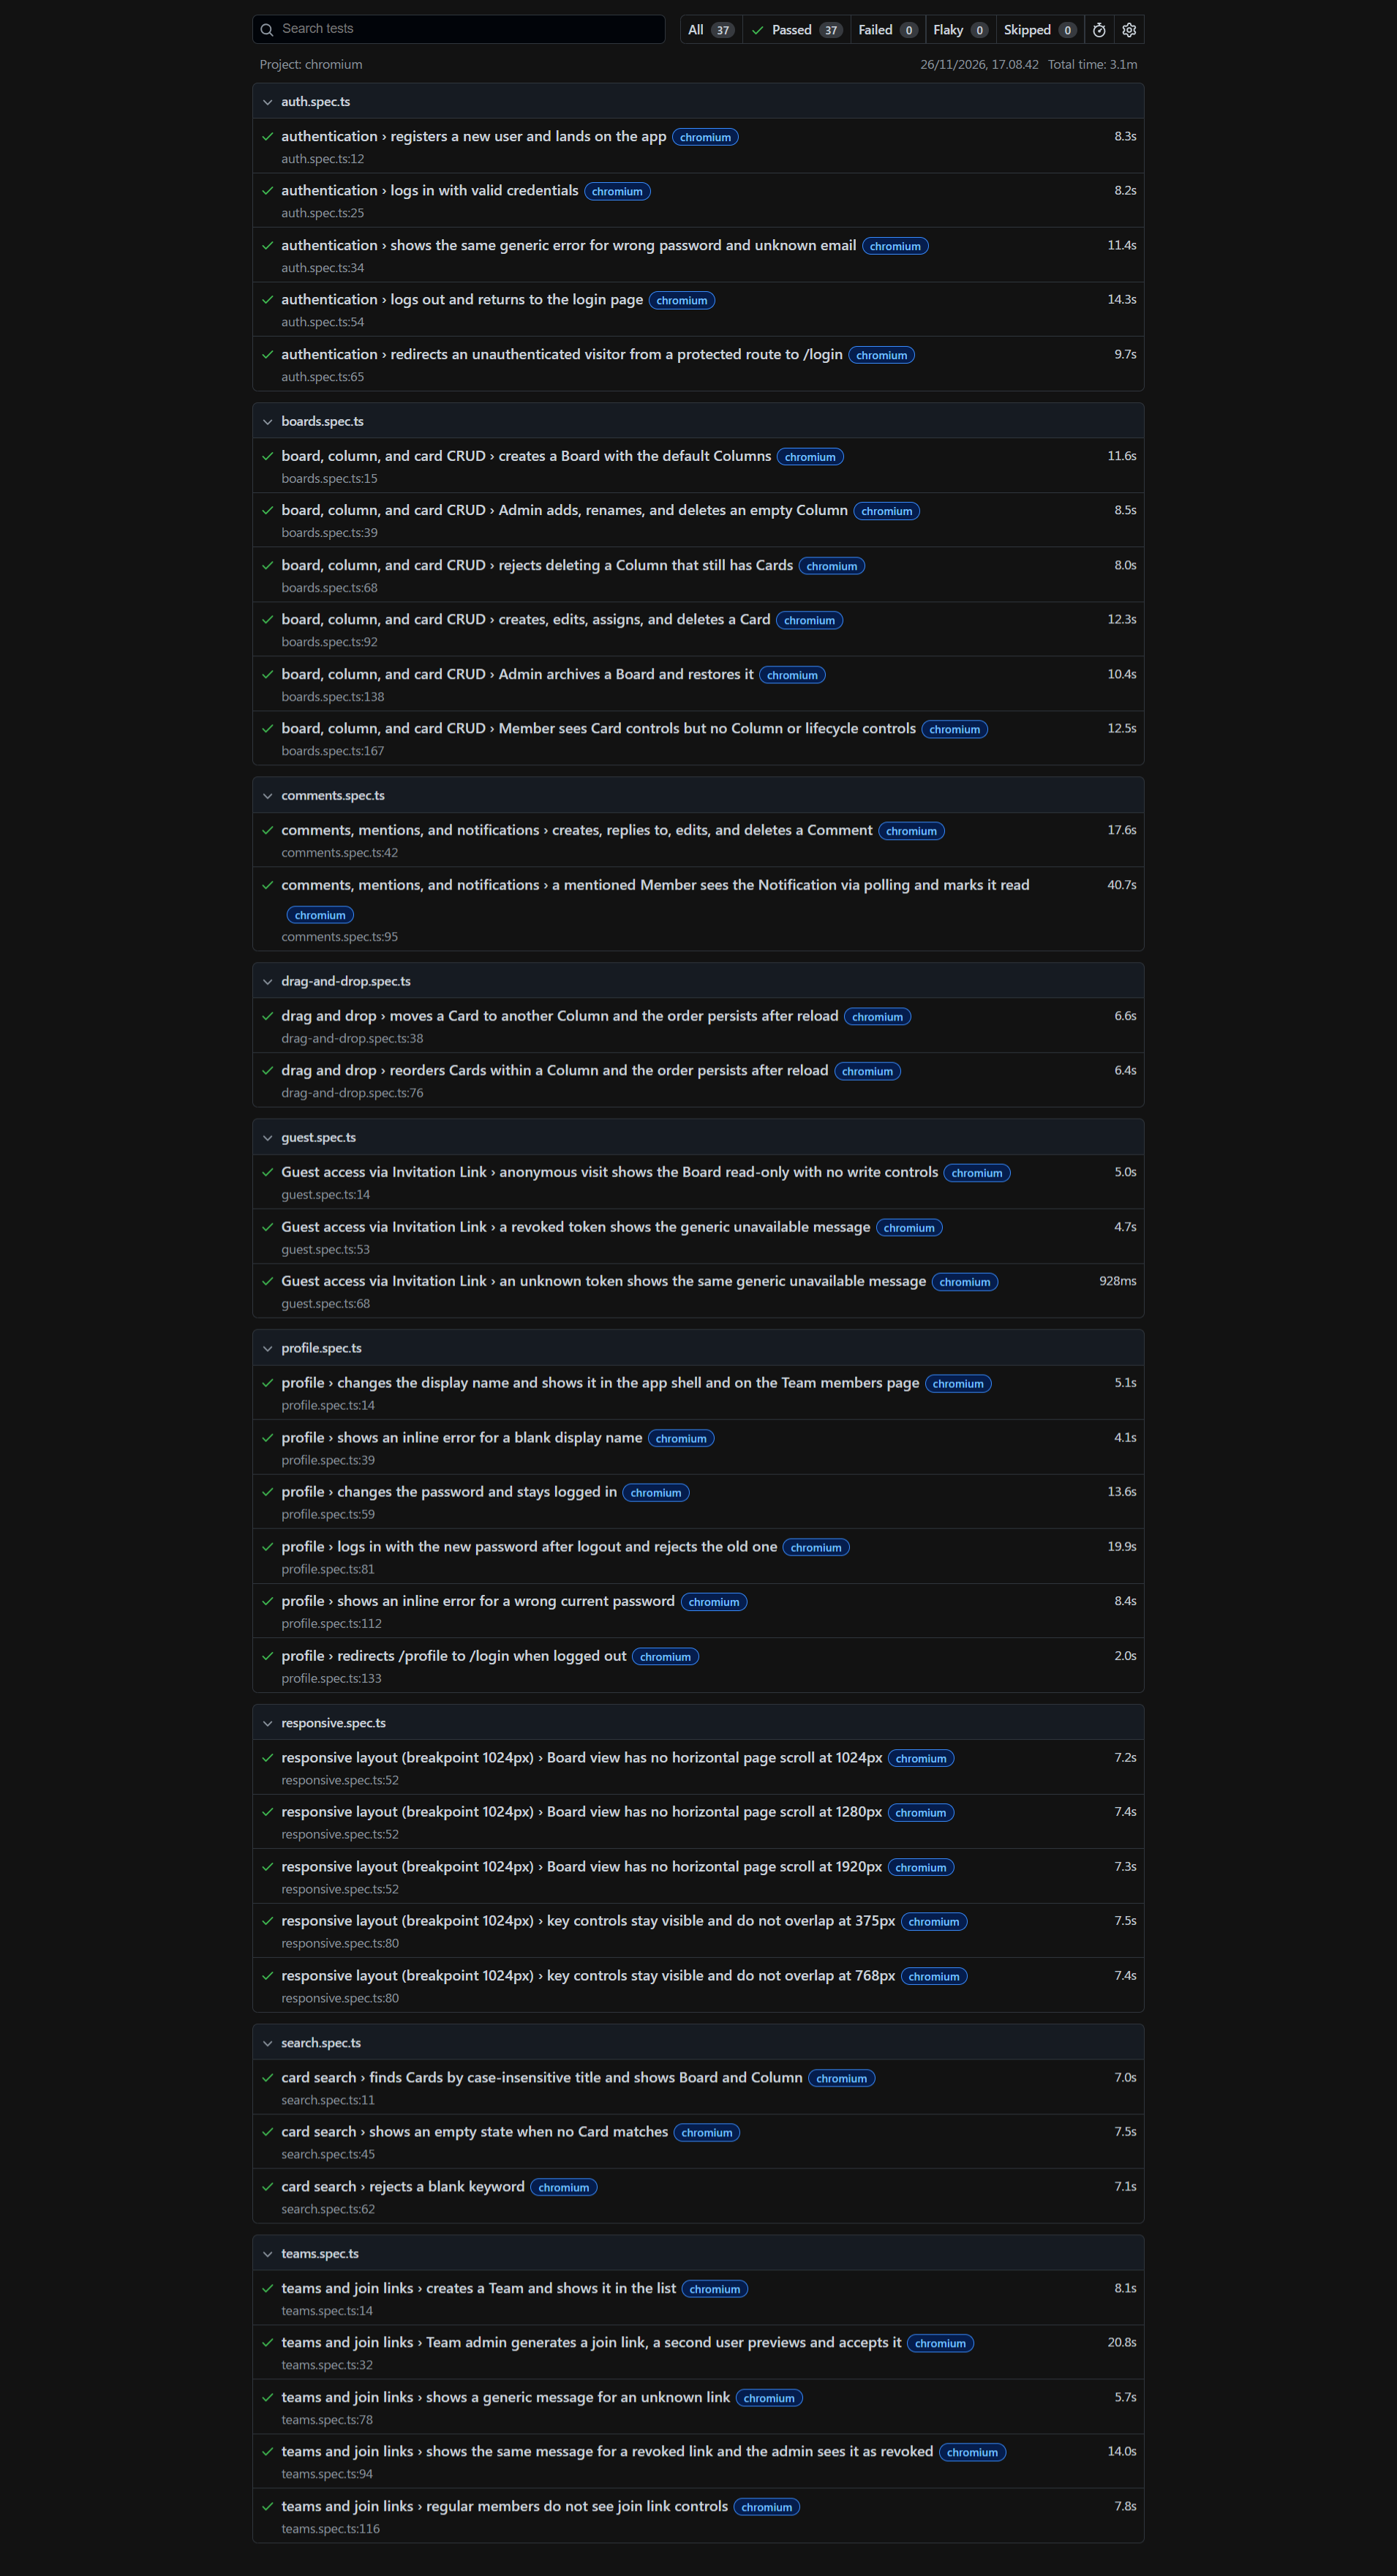 Search tests
All 37 Passed 37 Failed 0 Flaky 0 Skipped 0
Project: chromium 26/11/2026, 17.08.42 Total time: 3.1m
auth.spec.ts
authentication › registers a new user and lands on the app chromium 8.3s
auth.spec.ts:12
authentication › logs in with valid credentials chromium 8.2s
auth.spec.ts:25
authentication › shows the same generic error for wrong password and unknown email chromium 11.4s
auth.spec.ts:34
authentication › logs out and returns to the login page chromium 14.3s
auth.spec.ts:54
authentication › redirects an unauthenticated visitor from a protected route to /login chromium 9.7s
auth.spec.ts:65
boards.spec.ts
board, column, and card CRUD › creates a Board with the default Columns chromium 11.6s
boards.spec.ts:15
board, column, and card CRUD › Admin adds, renames, and deletes an empty Column chromium 8.5s
boards.spec.ts:39
board, column, and card CRUD › rejects deleting a Column that still has Cards chromium 8.0s
boards.spec.ts:68
board, column, and card CRUD › creates, edits, assigns, and deletes a Card chromium 12.3s
boards.spec.ts:92
board, column, and card CRUD › Admin archives a Board and restores it chromium 10.4s
boards.spec.ts:138
board, column, and card CRUD › Member sees Card controls but no Column or lifecycle controls chromium 12.5s
boards.spec.ts:167
comments.spec.ts
comments, mentions, and notifications › creates, replies to, edits, and deletes a Comment chromium 17.6s
comments.spec.ts:42
comments, mentions, and notifications › a mentioned Member sees the Notification via polling and marks it read 40.7s
chromium
comments.spec.ts:95
drag-and-drop.spec.ts
drag and drop › moves a Card to another Column and the order persists after reload chromium 6.6s
drag-and-drop.spec.ts:38
drag and drop › reorders Cards within a Column and the order persists after reload chromium 6.4s
drag-and-drop.spec.ts:76
guest.spec.ts
Guest access via Invitation Link › anonymous visit shows the Board read-only with no write controls chromium 5.0s
guest.spec.ts:14
Guest access via Invitation Link › a revoked token shows the generic unavailable message chromium 4.7s
guest.spec.ts:53
Guest access via Invitation Link › an unknown token shows the same generic unavailable message chromium 928ms
guest.spec.ts:68
profile.spec.ts
profile › changes the display name and shows it in the app shell and on the Team members page chromium 5.1s
profile.spec.ts:14
profile › shows an inline error for a blank display name chromium 4.1s
profile.spec.ts:39
profile › changes the password and stays logged in chromium 13.6s
profile.spec.ts:59
profile › logs in with the new password after logout and rejects the old one chromium 19.9s
profile.spec.ts:81
profile › shows an inline error for a wrong current password chromium 8.4s
profile.spec.ts:112
profile › redirects /profile to /login when logged out chromium 2.0s
profile.spec.ts:133
responsive.spec.ts
responsive layout (breakpoint 1024px) › Board view has no horizontal page scroll at 1024px chromium 7.2s
responsive.spec.ts:52
responsive layout (breakpoint 1024px) › Board view has no horizontal page scroll at 1280px chromium 7.4s
responsive.spec.ts:52
responsive layout (breakpoint 1024px) › Board view has no horizontal page scroll at 1920px chromium 7.3s
responsive.spec.ts:52
responsive layout (breakpoint 1024px) › key controls stay visible and do not overlap at 375px chromium 7.5s
responsive.spec.ts:80
responsive layout (breakpoint 1024px) › key controls stay visible and do not overlap at 768px chromium 7.4s
responsive.spec.ts:80
search.spec.ts
card search › finds Cards by case-insensitive title and shows Board and Column chromium 7.0s
search.spec.ts:11
card search › shows an empty state when no Card matches chromium 7.5s
search.spec.ts:45
card search › rejects a blank keyword chromium 7.1s
search.spec.ts:62
teams.spec.ts
teams and join links › creates a Team and shows it in the list chromium 8.1s
teams.spec.ts:14
teams and join links › Team admin generates a join link, a second user previews and accepts it chromium 20.8s
teams.spec.ts:32
teams and join links › shows a generic message for an unknown link chromium 5.7s
teams.spec.ts:78
teams and join links › shows the same message for a revoked link and the admin sees it as revoked chromium 14.0s
teams.spec.ts:94
teams and join links › regular members do not see join link controls chromium 7.8s
teams.spec.ts:116